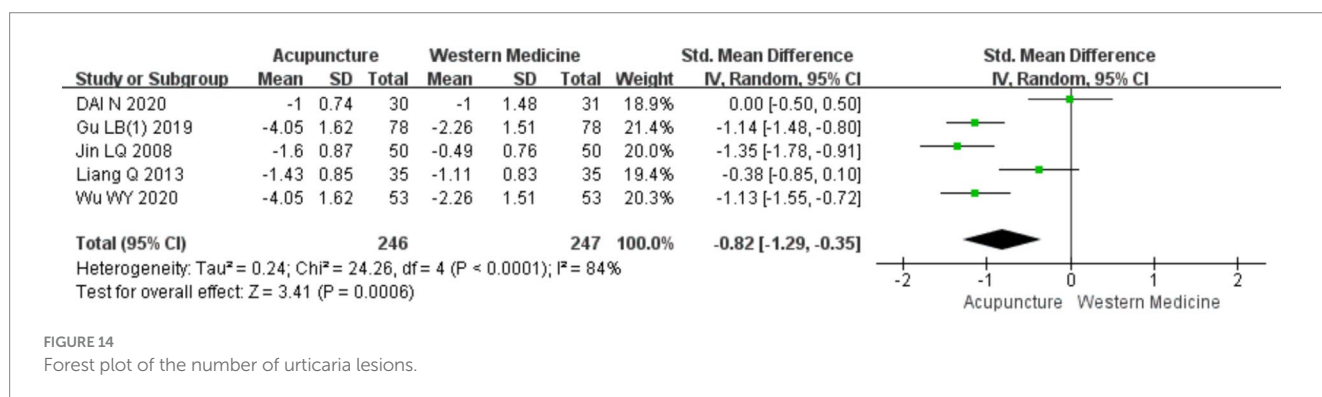 Acupuncture Western Medicine Std. Mean Difference Std. Mean Difference
Study or Subgroup Mean SD Total Mean SD Total Weight IV, Random, 95% CI IV, Random, 95% CI
DAI N 2020 -1 0.74 30 -1 1.48 31 18.9% 0.00 [-0.50, 0.50]
Gu LB(1) 2019 -4.05 1.62 78 -2.26 1.51 78 21.4% -1.14 [-1.48, -0.80]
Jin LQ 2008 -1.6 0.87 50 -0.49 0.76 50 20.0% -1.35 [-1.78, -0.91]
Liang Q 2013 -1.43 0.85 35 -1.11 0.83 35 19.4% -0.38 [-0.85, 0.10]
Wu WY 2020 -4.05 1.62 53 -2.26 1.51 53 20.3% -1.13 [-1.55, -0.72]
Total (95% CI) 246 247 100.0% -0.82 [-1.29, -0.35]
Heterogeneity: Tau² = 0.24; Chi² = 24.26, df = 4 (P < 0.0001); I² = 84%
Test for overall effect: Z = 3.41 (P = 0.0006)
-2 -1 0 1 2
Acupuncture Western Medicine
FIGURE 14
Forest plot of the number of urticaria lesions.